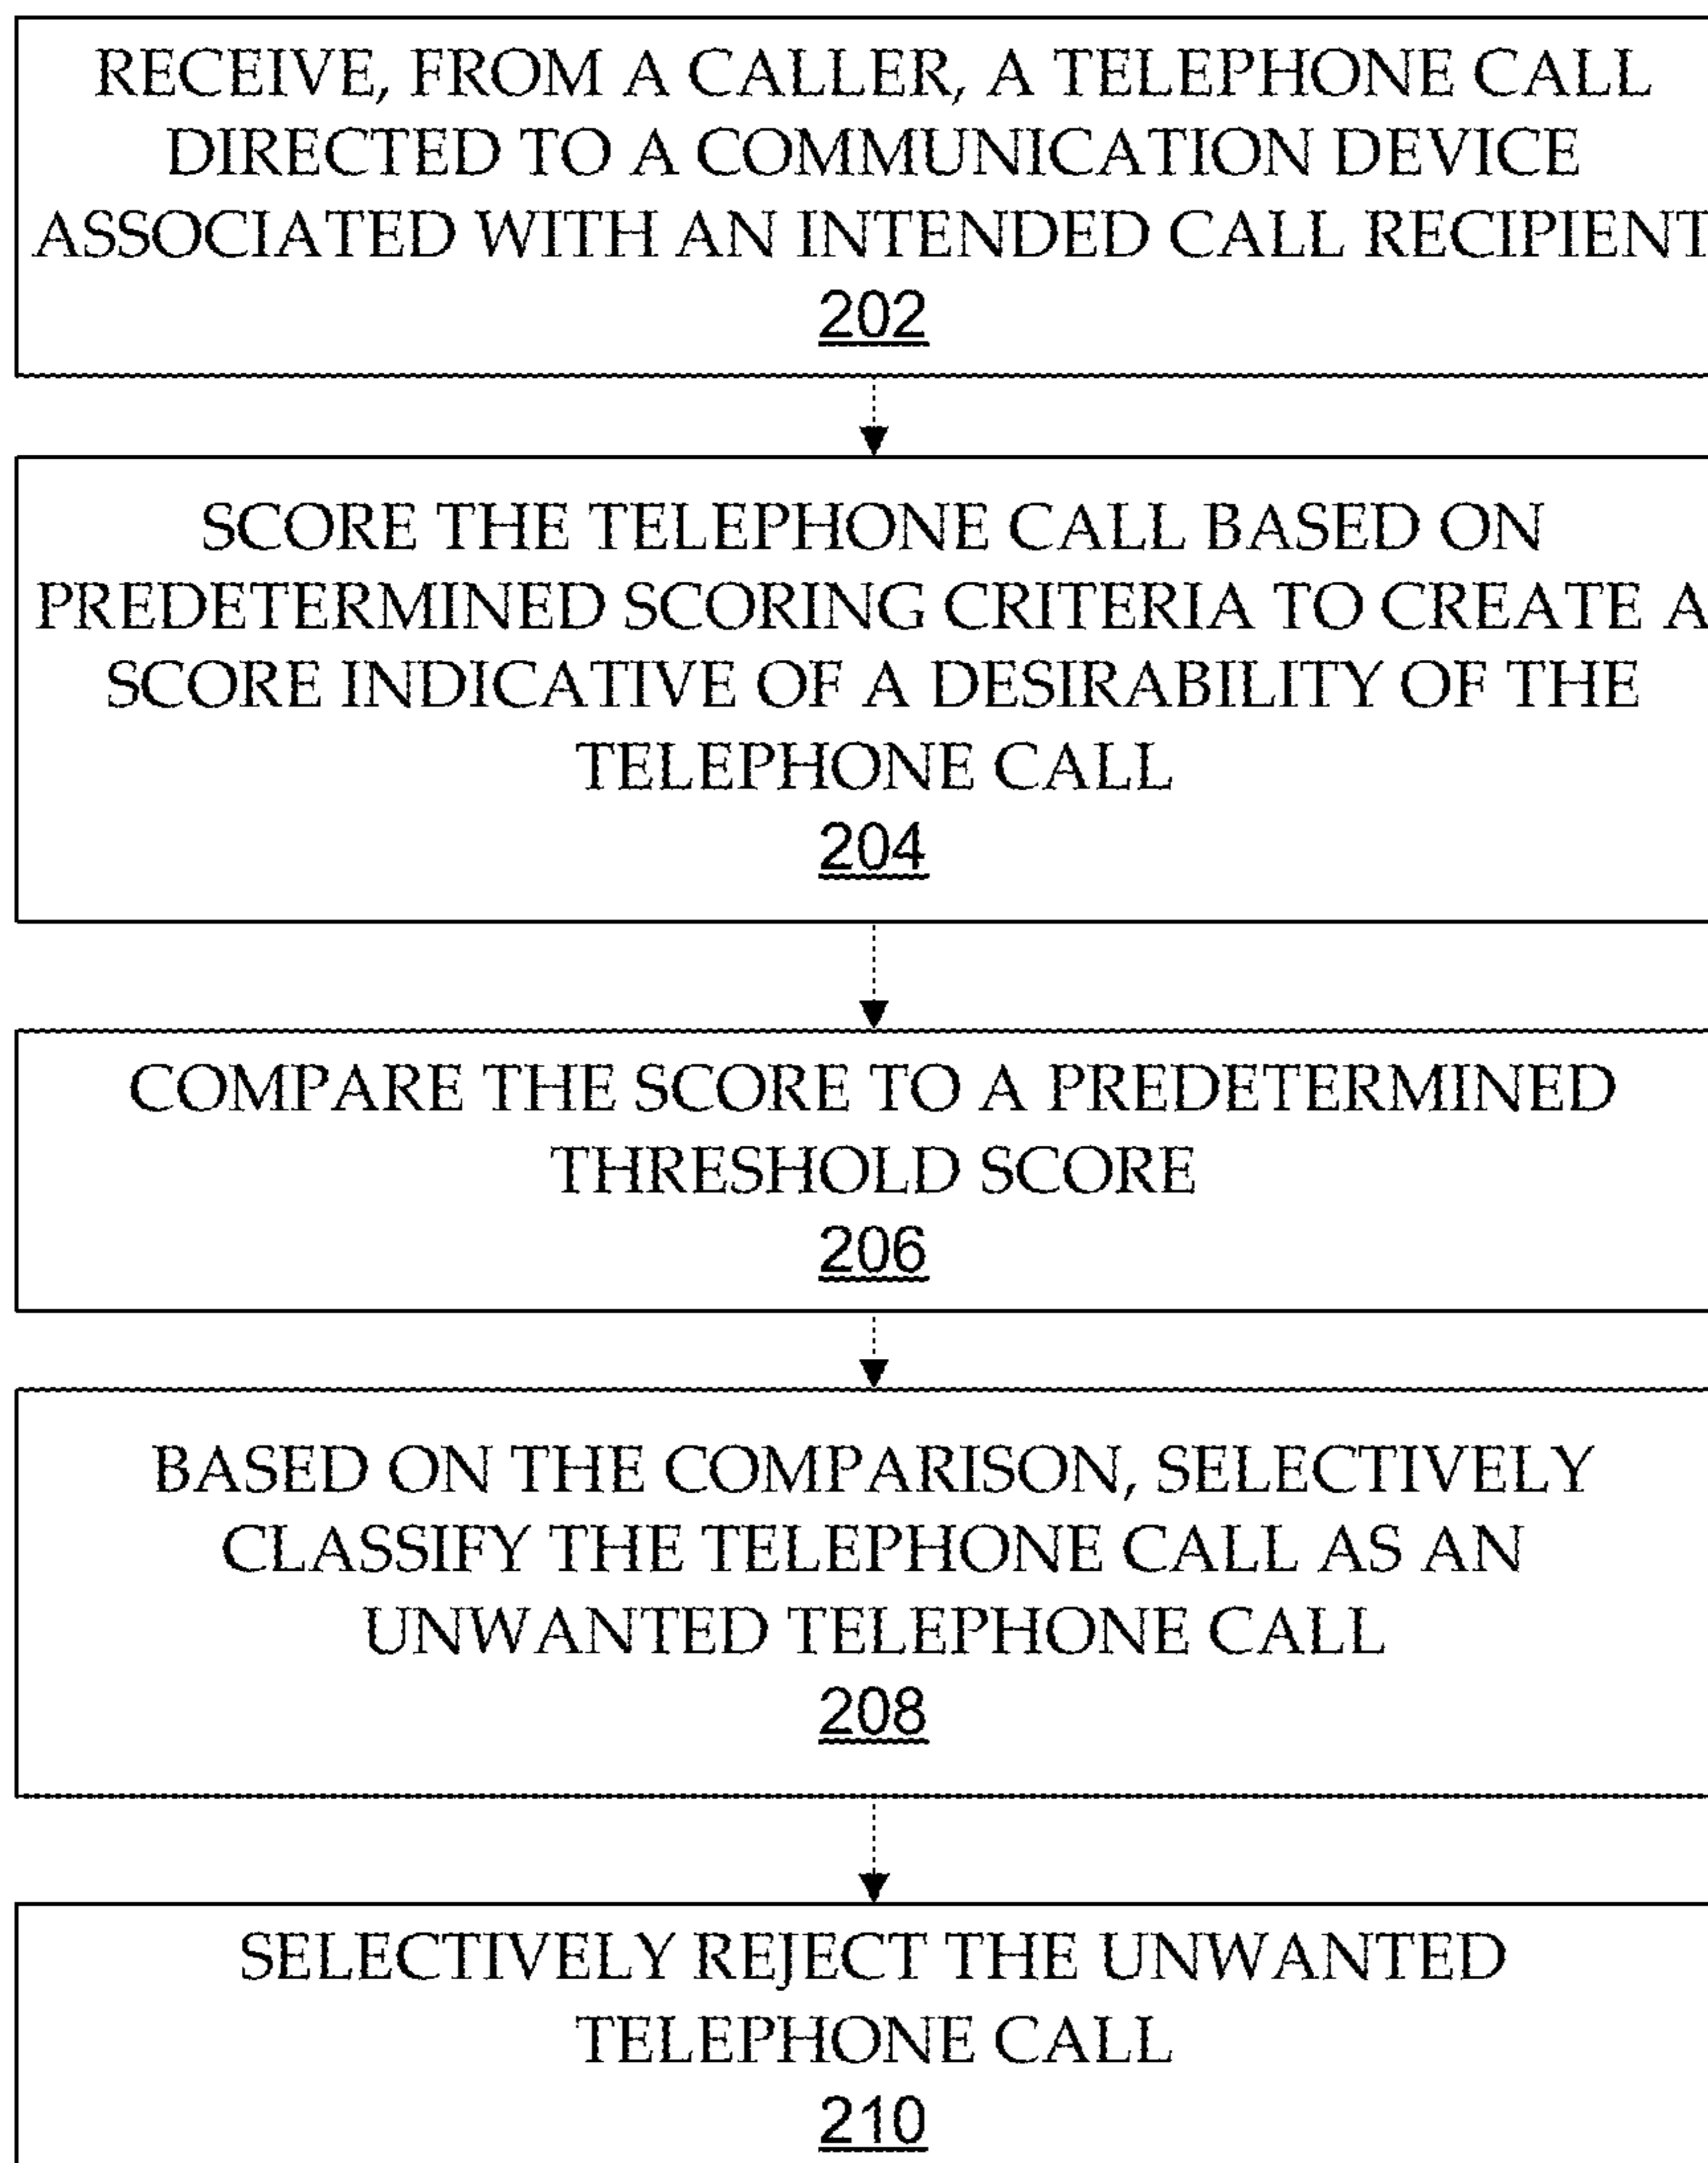 RECEIVE, FROM A CALLER, A TELEPHONE CALL
DIRECTED TO A COMMUNICATION DEVICE
ASSOCIATED WITH AN INTENDED CALL RECIPIENT
202
SCORE THE TELEPHONE CALL BASED ON
PREDETERMINED SCORING CRITERIA TO CREATE A
SCORE INDICATIVE OF A DESIRABILITY OF THE
TELEPHONE CALL
204
COMPARE THE SCORE TO A PREDETERMINED
THRESHOLD SCORE
206
BASED ON THE COMPARISON, SELECTIVELY
CLASSIFY THE TELEPHONE CALL AS AN
UNWANTED TELEPHONE CALL
208
SELECTIVELY REJECT THE UNWANTED
TELEPHONE CALL
210